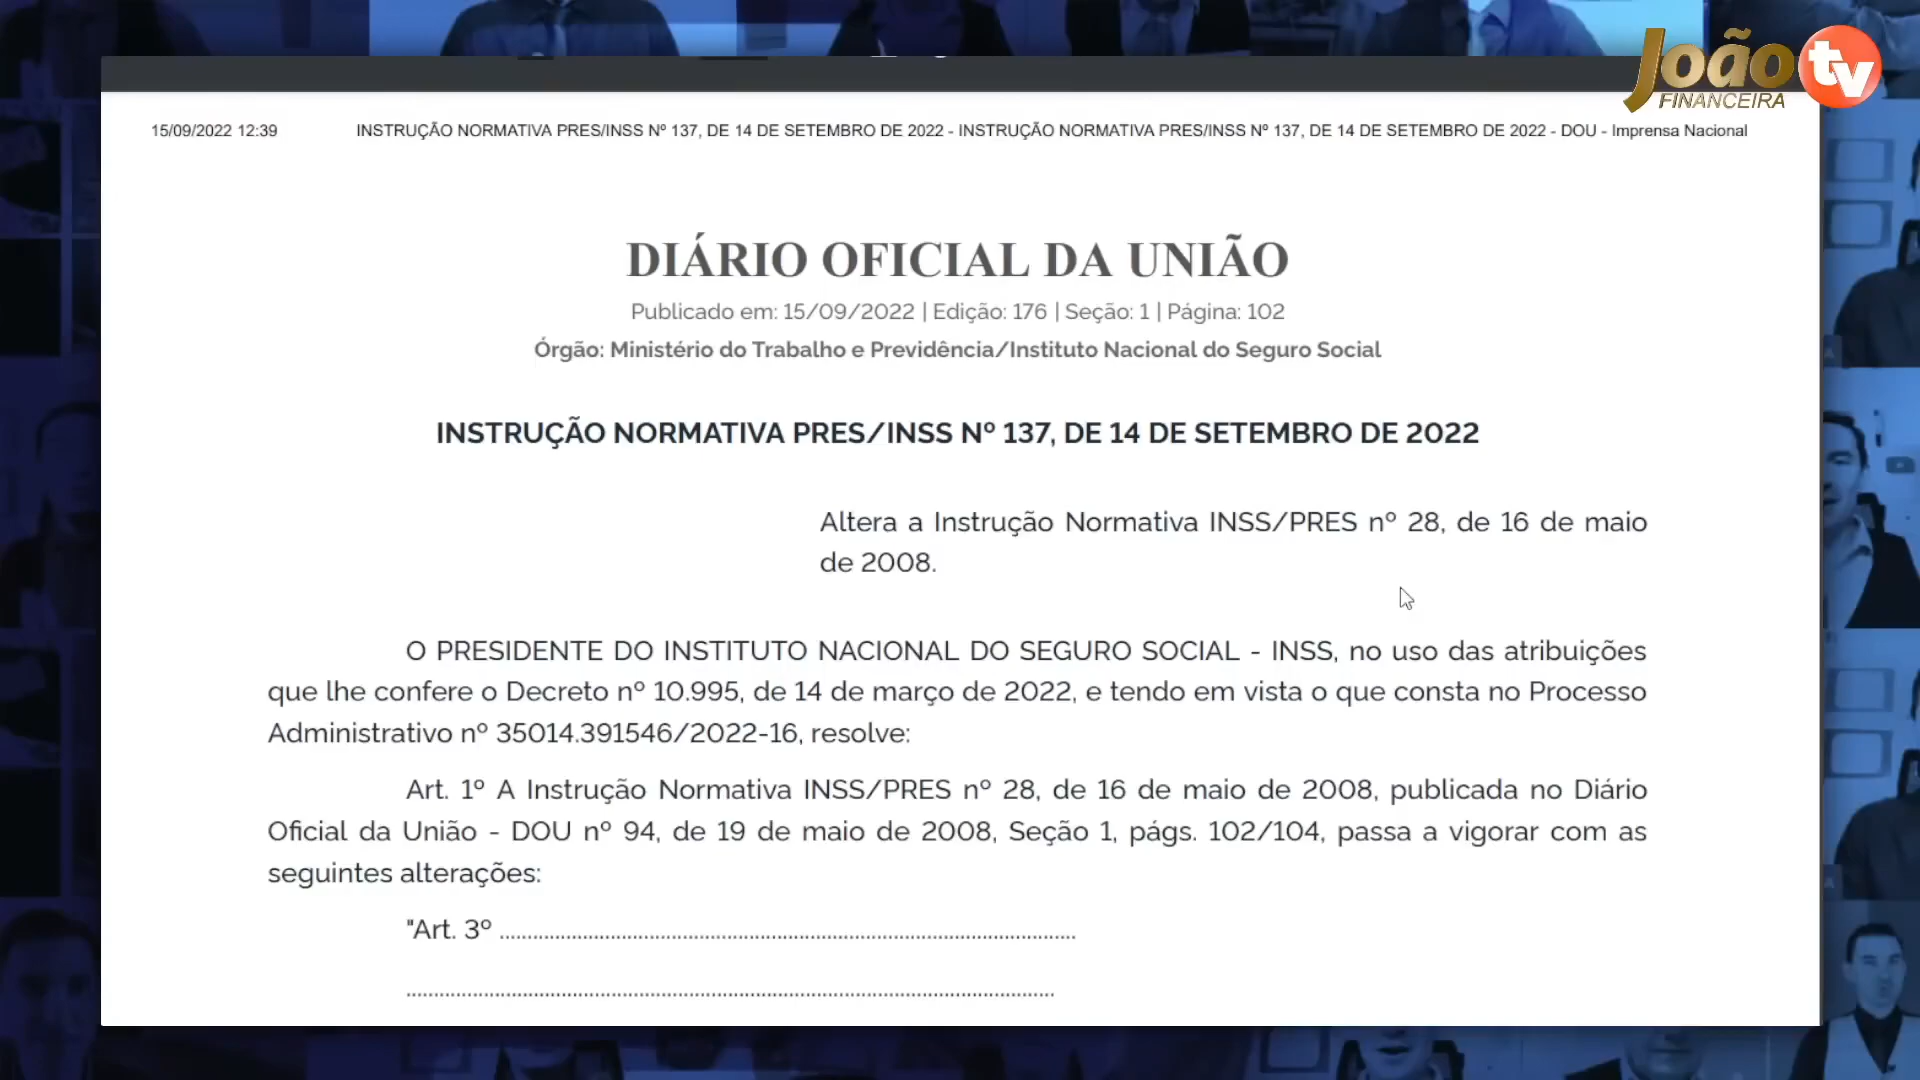 João
FINANCEIRA
tv
15/09/2022 12:39 INSTRUÇÃO NORMATIVA PRES/INSS Nº 137, DE 14 DE SETEMBRO DE 2022 - INSTRUÇÃO NORMATIVA PRES/INSS Nº 137, DE 14 DE SETEMBRO DE 2022 - DOU - Imprensa Nacional
DIÁRIO OFICIAL DA UNIÃO
Publicado em: 15/09/2022 | Edição: 176 | Seção: 1 | Página: 102
Órgão: Ministério do Trabalho e Previdência/Instituto Nacional do Seguro Social
INSTRUÇÃO NORMATIVA PRES/INSS Nº 137, DE 14 DE SETEMBRO DE 2022
Altera a Instrução Normativa INSS/PRES nº 28, de 16 de maio
de 2008.
O PRESIDENTE DO INSTITUTO NACIONAL DO SEGURO SOCIAL - INSS, no uso das atribuições
que lhe confere o Decreto nº 10.995, de 14 de março de 2022, e tendo em vista o que consta no Processo
Administrativo nº 35014.391546/2022-16, resolve:
Art. 1º A Instrução Normativa INSS/PRES nº 28, de 16 de maio de 2008, publicada no Diário
Oficial da União - DOU nº 94, de 19 de maio de 2008, Seção 1, págs. 102/104, passa a vigorar com as
seguintes alterações:
"Art. 3º ........................................................................................................
.....................................................................................................................